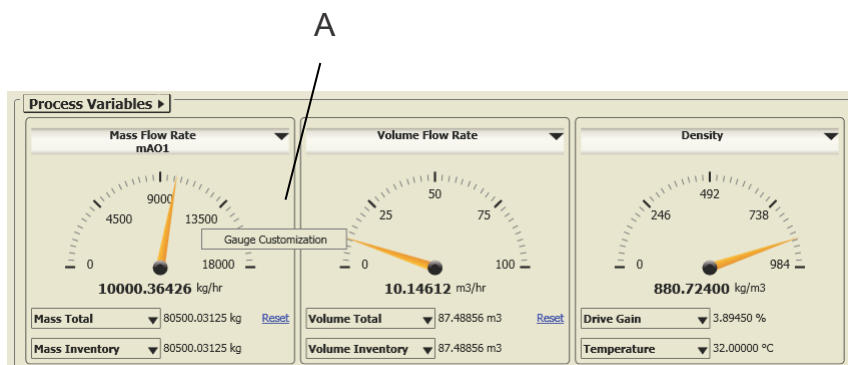 A
Process Variables
Mass Flow Rate
mAO1
0
4500
9000
13500
18000
10000.36426 kg/hr
Mass Total 80500.03125 kg Reset
Mass Inventory 80500.03125 kg
Gauge Customization
Volume Flow Rate
0
25
50
75
100
10.14612 m3/hr
Volume Total 87.48856 m3 Reset
Volume Inventory 87.48856 m3
Density
0
246
492
738
984
880.72400 kg/m3
Drive Gain 3.89450 %
Temperature 32.00000 °C